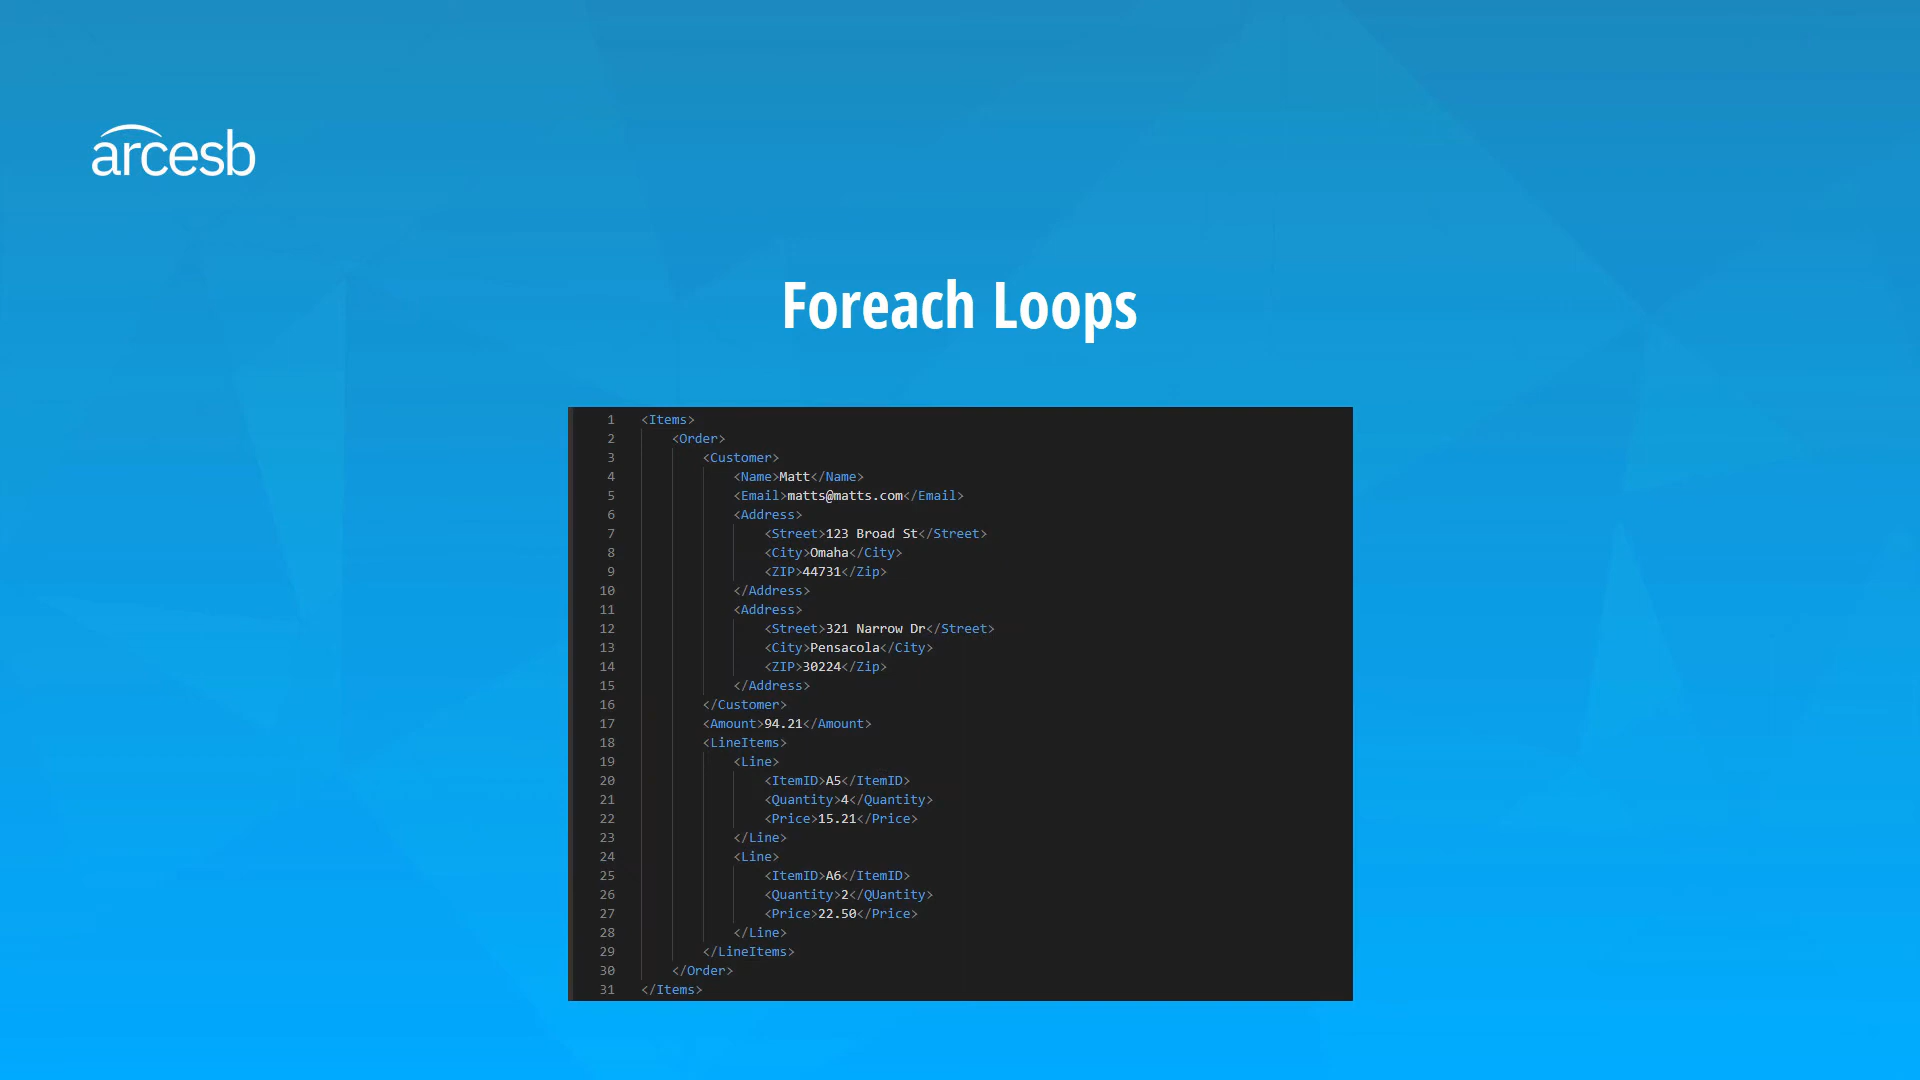 arcesb
Foreach Loops
1 <Items>
2 <Order>
3 <Customer>
4 <Name>Matt</Name>
5 <Email>matts@matts.com</Email>
6 <Address>
7 <Street>123 Broad St</Street>
8 <City>Omaha</City>
9 <ZIP>44731</Zip>
10 </Address>
11 <Address>
12 <Street>321 Narrow Dr</Street>
13 <City>Pensacola</City>
14 <ZIP>30224</Zip>
15 </Address>
16 </Customer>
17 <Amount>94.21</Amount>
18 <LineItems>
19 <Line>
20 <ItemID>A5</ItemID>
21 <Quantity>4</Quantity>
22 <Price>15.21</Price>
23 </Line>
24 <Line>
25 <ItemID>A6</ItemID>
26 <Quantity>2</QUantity>
27 <Price>22.50</Price>
28 </Line>
29 </LineItems>
30 </Order>
31 </Items>